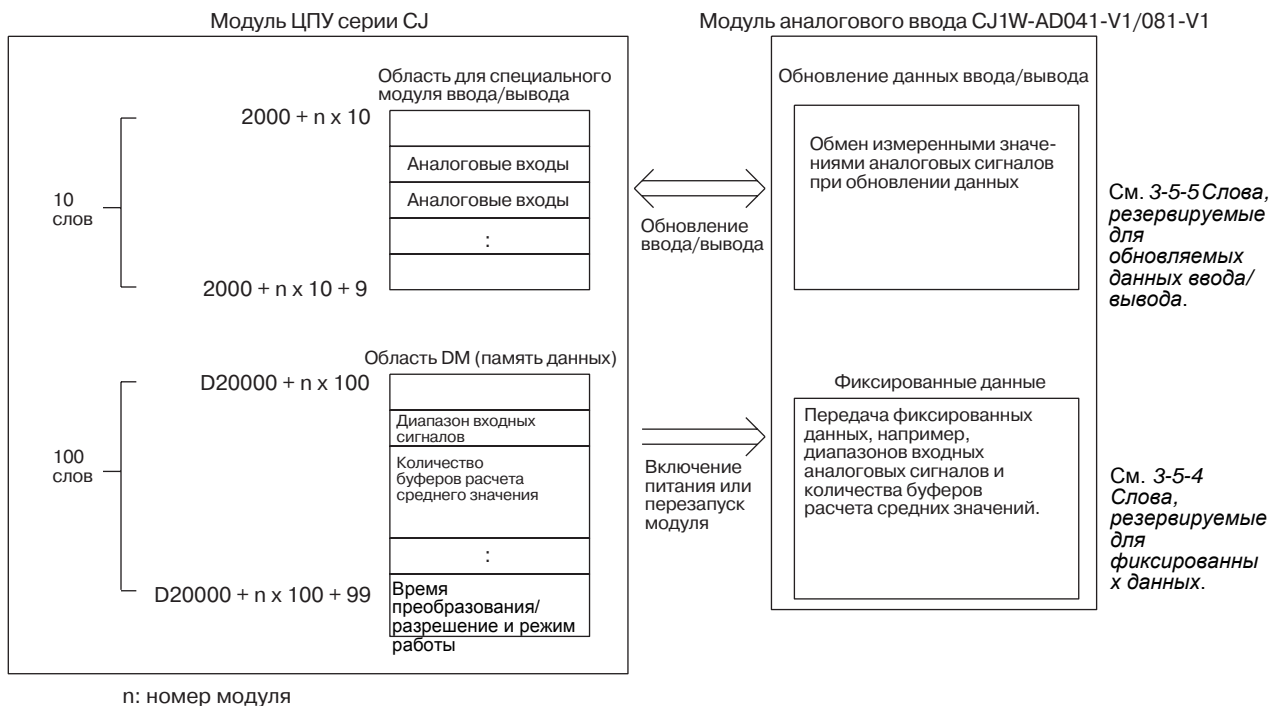 Модуль ЦПУ серии CJ
Модуль аналогового ввода CJ1W-AD041-V1/081-V1
Область для специального
модуля ввода/вывода
2000 + n x 10
Аналоговые входы
Аналоговые входы
:
2000 + n x 10 + 9
10
слов
Обновление
ввода/вывода
Обновление данных ввода/вывода
Обмен измеренными значе-
ниями аналоговых сигналов
при обновлении данных
См. 3-5-5 Слова,
резервируемые
для
обновляемых
данных ввода/
вывода.
Область DM (память данных)
D20000 + n x 100
Диапазон входных
сигналов
Количество
буферов расчета
среднего значения
:
D20000 + n x 100 + 99
Время
преобразования/
разрешение и режим
работы
100
слов
Включение
питания или
перезапуск
модуля
Фиксированные данные
Передача фиксированных
данных, например,
диапазонов входных
аналоговых сигналов и
количества буферов
расчета средних значений.
См. 3-5-4
Слова,
резервируемые
для
фиксированны
х данных.
n: номер модуля